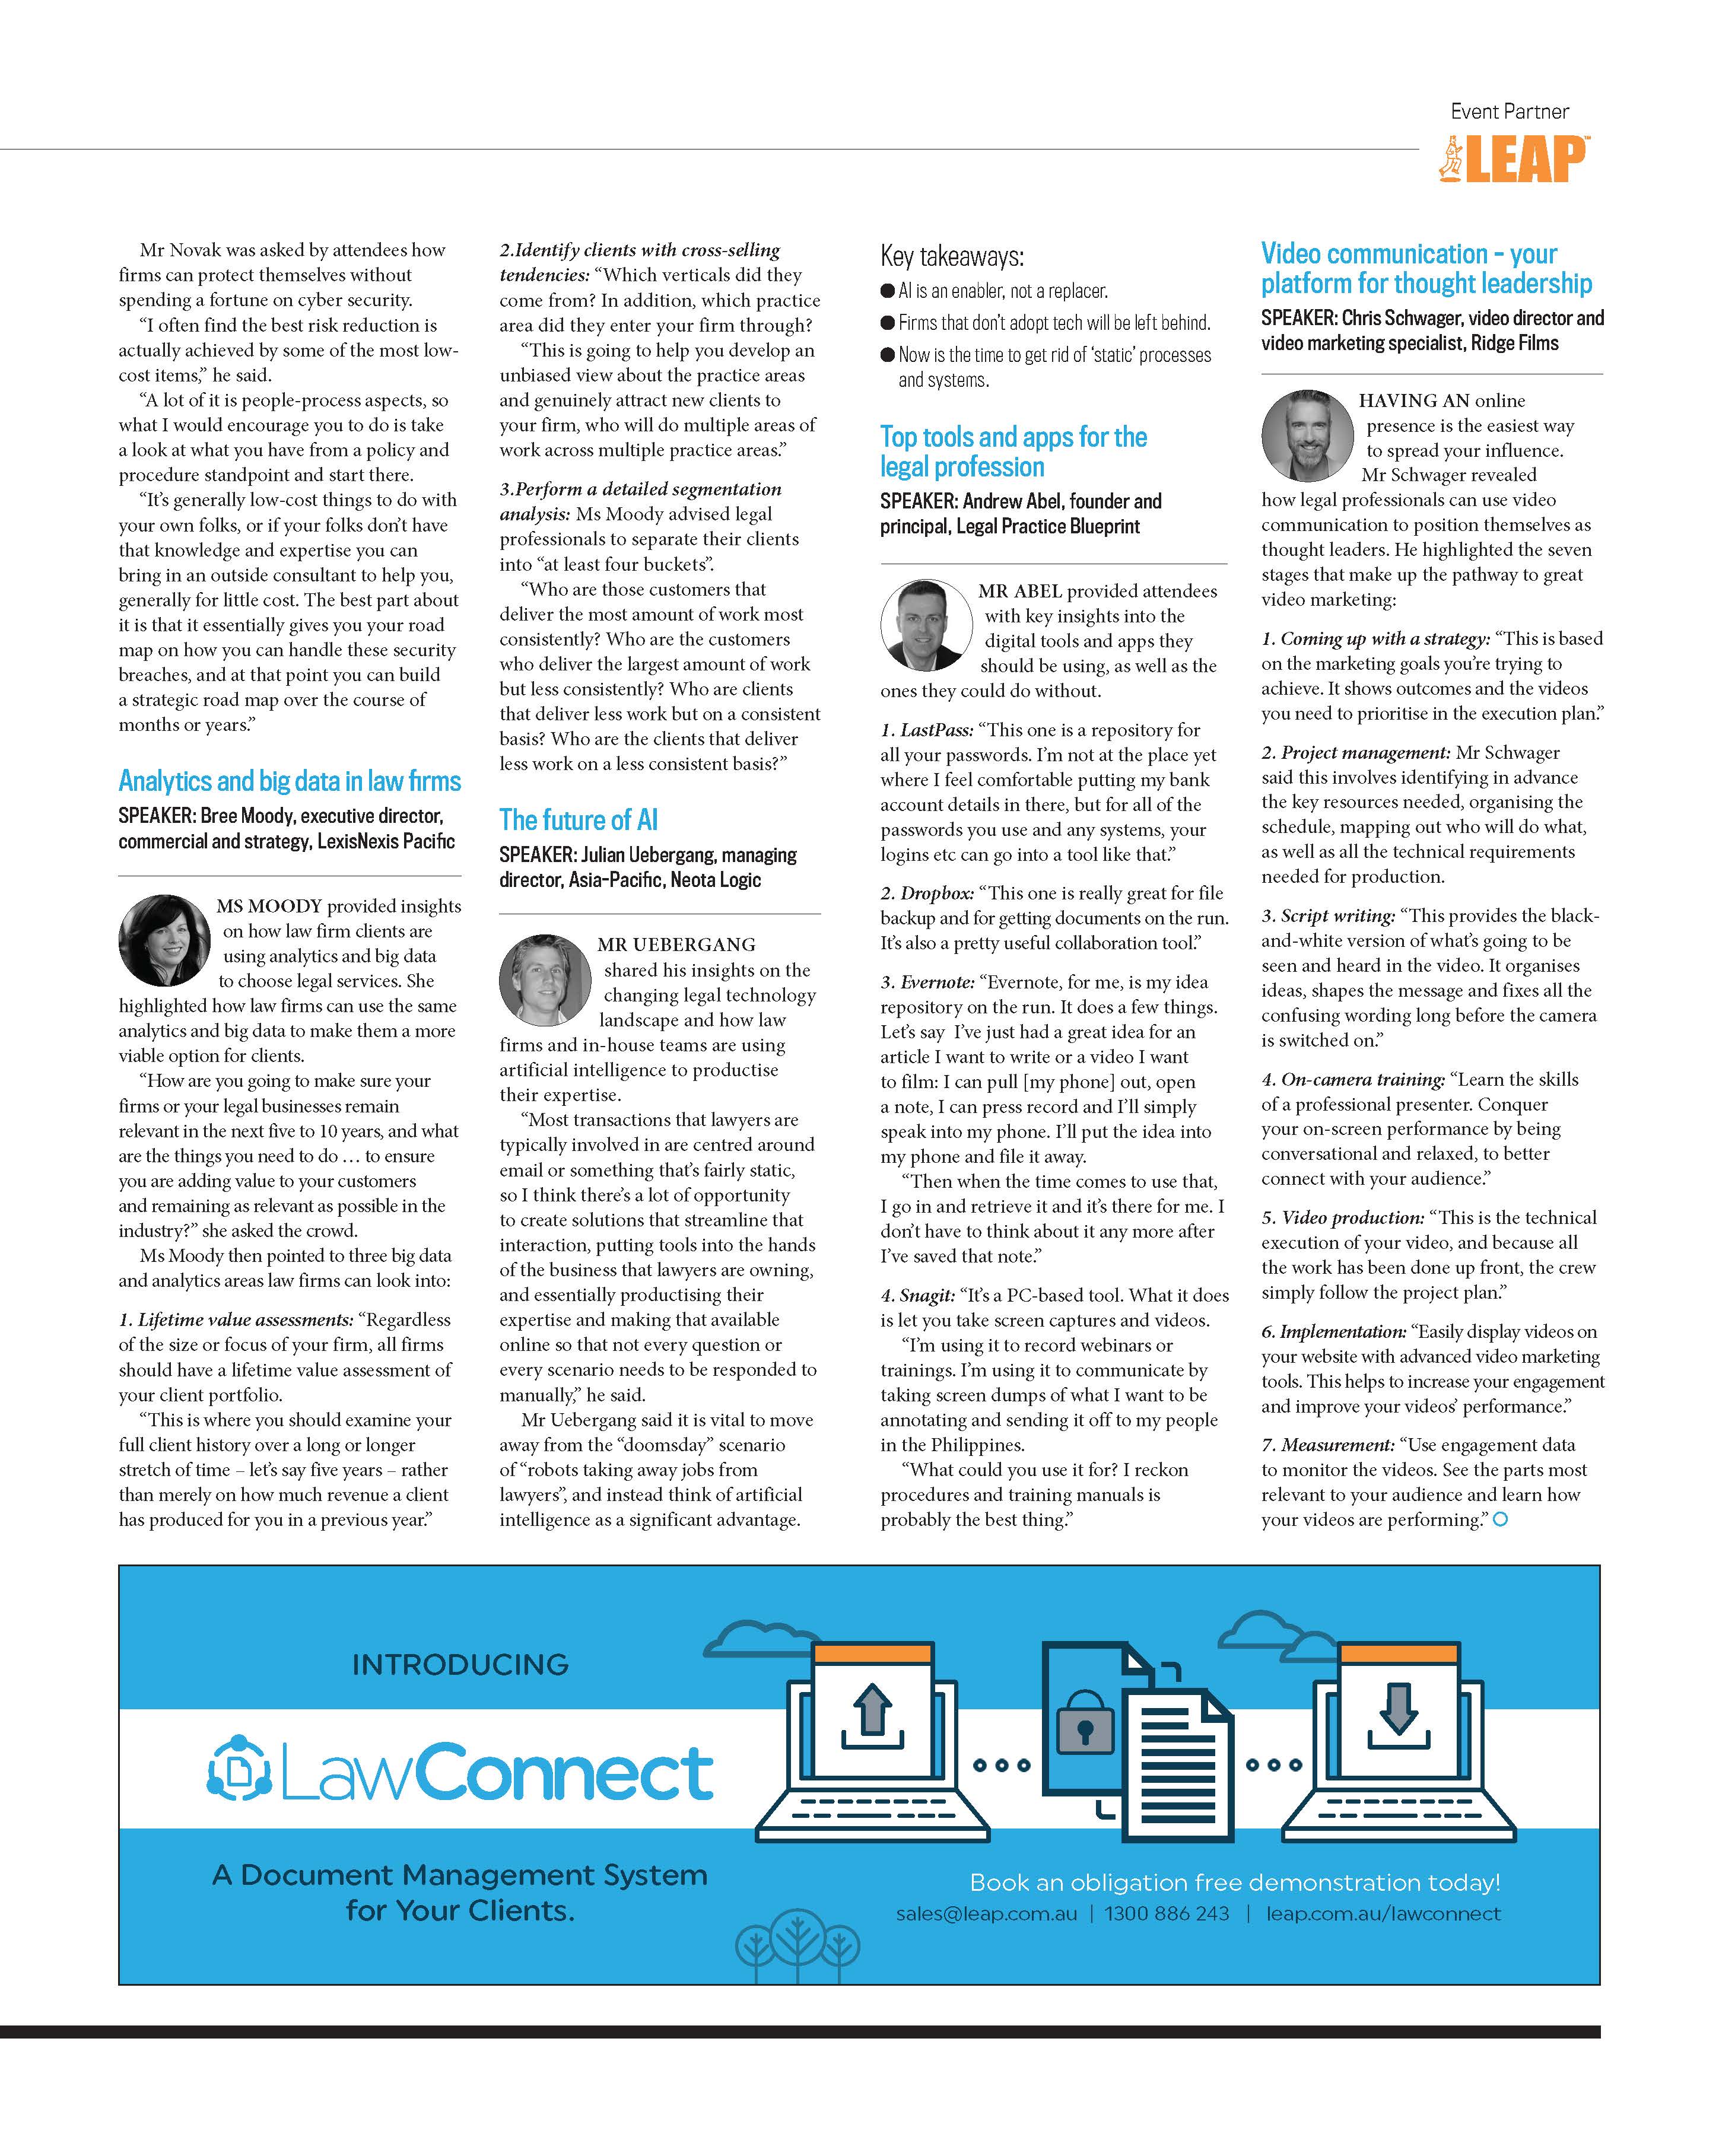 Event Partner
LEAP™
Mr Novak was asked by attendees how
firms can protect themselves without
spending a fortune on cyber security.
“I often find the best risk reduction is
actually achieved by some of the most low-
cost items,” he said.
“A lot of it is people-process aspects, so
what I would encourage you to do is take
a look at what you have from a policy and
procedure standpoint and start there.
“It’s generally low-cost things to do with
your own folks, or if your folks don’t have
that knowledge and expertise you can
bring in an outside consultant to help you,
generally for little cost. The best part about
it is that it essentially gives you your road
map on how you can handle these security
breaches, and at that point you can build
a strategic road map over the course of
months or years.”
Analytics and big data in law firms
SPEAKER: Bree Moody, executive director,
commercial and strategy, LexisNexis Pacific
MS MOODY provided insights
on how law firm clients are
using analytics and big data
to choose legal services. She
highlighted how law firms can use the same
analytics and big data to make them a more
viable option for clients.
“How are you going to make sure your
firms or your legal businesses remain
relevant in the next five to 10 years, and what
are the things you need to do … to ensure
you are adding value to your customers
and remaining as relevant as possible in the
industry?” she asked the crowd.
Ms Moody then pointed to three big data
and analytics areas law firms can look into:
1. Lifetime value assessments: “Regardless
of the size or focus of your firm, all firms
should have a lifetime value assessment of
your client portfolio.
“This is where you should examine your
full client history over a long or longer
stretch of time – let’s say five years – rather
than merely on how much revenue a client
has produced for you in a previous year.”
2.Identify clients with cross-selling
tendencies: “Which verticals did they
come from? In addition, which practice
area did they enter your firm through?
“This is going to help you develop an
unbiased view about the practice areas
and genuinely attract new clients to
your firm, who will do multiple areas of
work across multiple practice areas.”
3.Perform a detailed segmentation
analysis: Ms Moody advised legal
professionals to separate their clients
into “at least four buckets”.
“Who are those customers that
deliver the most amount of work most
consistently? Who are the customers
who deliver the largest amount of work
but less consistently? Who are clients
that deliver less work but on a consistent
basis? Who are the clients that deliver
less work on a less consistent basis?”
The future of AI
SPEAKER: Julian Uebergang, managing
director, Asia-Pacific, Neota Logic
MR UEBERGANG
shared his insights on the
changing legal technology
landscape and how law
firms and in-house teams are using
artificial intelligence to productise
their expertise.
“Most transactions that lawyers are
typically involved in are centred around
email or something that’s fairly static,
so I think there’s a lot of opportunity
to create solutions that streamline that
interaction, putting tools into the hands
of the business that lawyers are owning,
and essentially productising their
expertise and making that available
online so that not every question or
every scenario needs to be responded to
manually,” he said.
Mr Uebergang said it is vital to move
away from the “doomsday” scenario
of “robots taking away jobs from
lawyers”, and instead think of artificial
intelligence as a significant advantage.
Key takeaways:
● AI is an enabler, not a replacer.
● Firms that don’t adopt tech will be left behind.
● Now is the time to get rid of ‘static’ processes
and systems.
Top tools and apps for the
legal profession
SPEAKER: Andrew Abel, founder and
principal, Legal Practice Blueprint
MR ABEL provided attendees
with key insights into the
digital tools and apps they
should be using, as well as the
ones they could do without.
1. LastPass: “This one is a repository for
all your passwords. I’m not at the place yet
where I feel comfortable putting my bank
account details in there, but for all of the
passwords you use and any systems, your
logins etc can go into a tool like that.”
2. Dropbox: “This one is really great for file
backup and for getting documents on the run.
It’s also a pretty useful collaboration tool.”
3. Evernote: “Evernote, for me, is my idea
repository on the run. It does a few things.
Let’s say I’ve just had a great idea for an
article I want to write or a video I want
to film: I can pull [my phone] out, open
a note, I can press record and I’ll simply
speak into my phone. I’ll put the idea into
my phone and file it away.
“Then when the time comes to use that,
I go in and retrieve it and it’s there for me. I
don’t have to think about it any more after
I’ve saved that note.”
4. Snagit: “It’s a PC-based tool. What it does
is let you take screen captures and videos.
“I’m using it to record webinars or
trainings. I’m using it to communicate by
taking screen dumps of what I want to be
annotating and sending it off to my people
in the Philippines.
“What could you use it for? I reckon
procedures and training manuals is
probably the best thing.”
Video communication – your
platform for thought leadership
SPEAKER: Chris Schwager, video director and
video marketing specialist, Ridge Films
HAVING AN online
presence is the easiest way
to spread your influence.
Mr Schwager revealed
how legal professionals can use video
communication to position themselves as
thought leaders. He highlighted the seven
stages that make up the pathway to great
video marketing:
1. Coming up with a strategy: “This is based
on the marketing goals you’re trying to
achieve. It shows outcomes and the videos
you need to prioritise in the execution plan.”
2. Project management: Mr Schwager
said this involves identifying in advance
the key resources needed, organising the
schedule, mapping out who will do what,
as well as all the technical requirements
needed for production.
3. Script writing: “This provides the black-
and-white version of what’s going to be
seen and heard in the video. It organises
ideas, shapes the message and fixes all the
confusing wording long before the camera
is switched on.”
4. On-camera training: “Learn the skills
of a professional presenter. Conquer
your on-screen performance by being
conversational and relaxed, to better
connect with your audience.”
5. Video production: “This is the technical
execution of your video, and because all
the work has been done up front, the crew
simply follow the project plan.”
6. Implementation: “Easily display videos on
your website with advanced video marketing
tools. This helps to increase your engagement
and improve your videos’ performance.”
7. Measurement: “Use engagement data
to monitor the videos. See the parts most
relevant to your audience and learn how
your videos are performing.”
INTRODUCING
LawConnect
A Document Management System
for Your Clients.
Book an obligation free demonstration today!
sales@leap.com.au | 1300 886 243 | leap.com.au/lawconnect